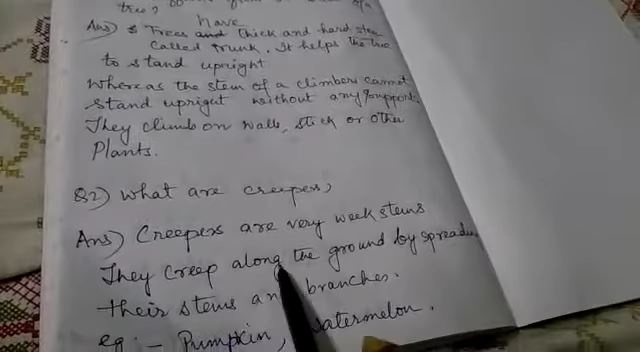 Ans) Trees and have thick and hard stem
called trunk. It helps the tree
to stand upright
Whereas the stem of a climbers cannot
stand upright without any support.
They climb on walls, stick or other
Plants.
Q2) what are creepers,
Ans) Creepers are very week stems
They creap along the ground by
their stems an branches.
eg :- Pumpkin, watermelon.